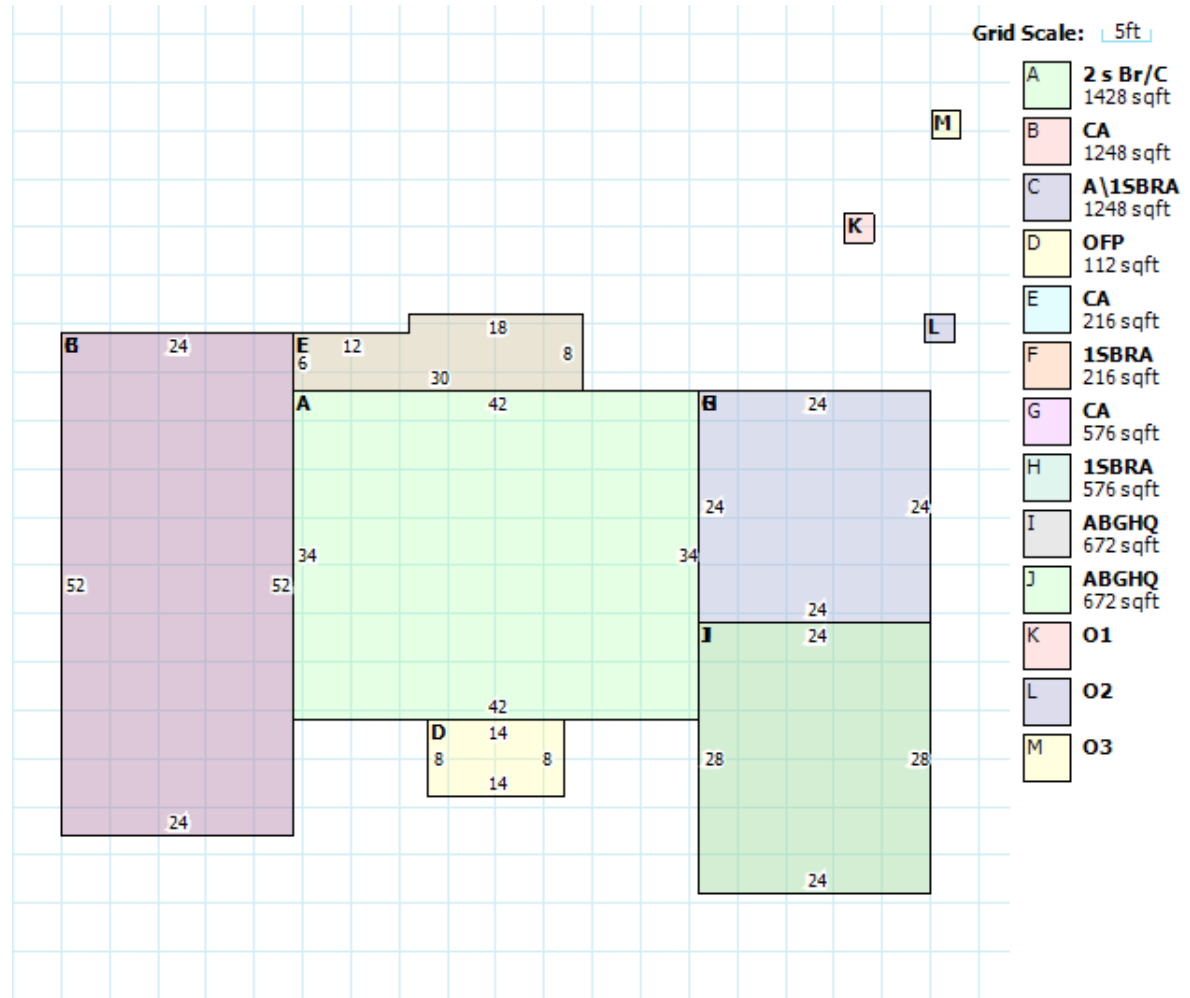 Grid Scale: 5ft
A 2 s Br/C
1428 sqft
B CA
1248 sqft
C A\1SBRA
1248 sqft
D OFP
112 sqft
E CA
216 sqft
F 1SBRA
216 sqft
G CA
576 sqft
H 1SBRA
576 sqft
I ABGHQ
672 sqft
J ABGHQ
672 sqft
K O1
L O2
M O3
M
K
L
18
24
E 12
6
8
30
A 42
24
24
24
34
34
52
52
24
24
42
D 14
8
8
28
28
14
24
24